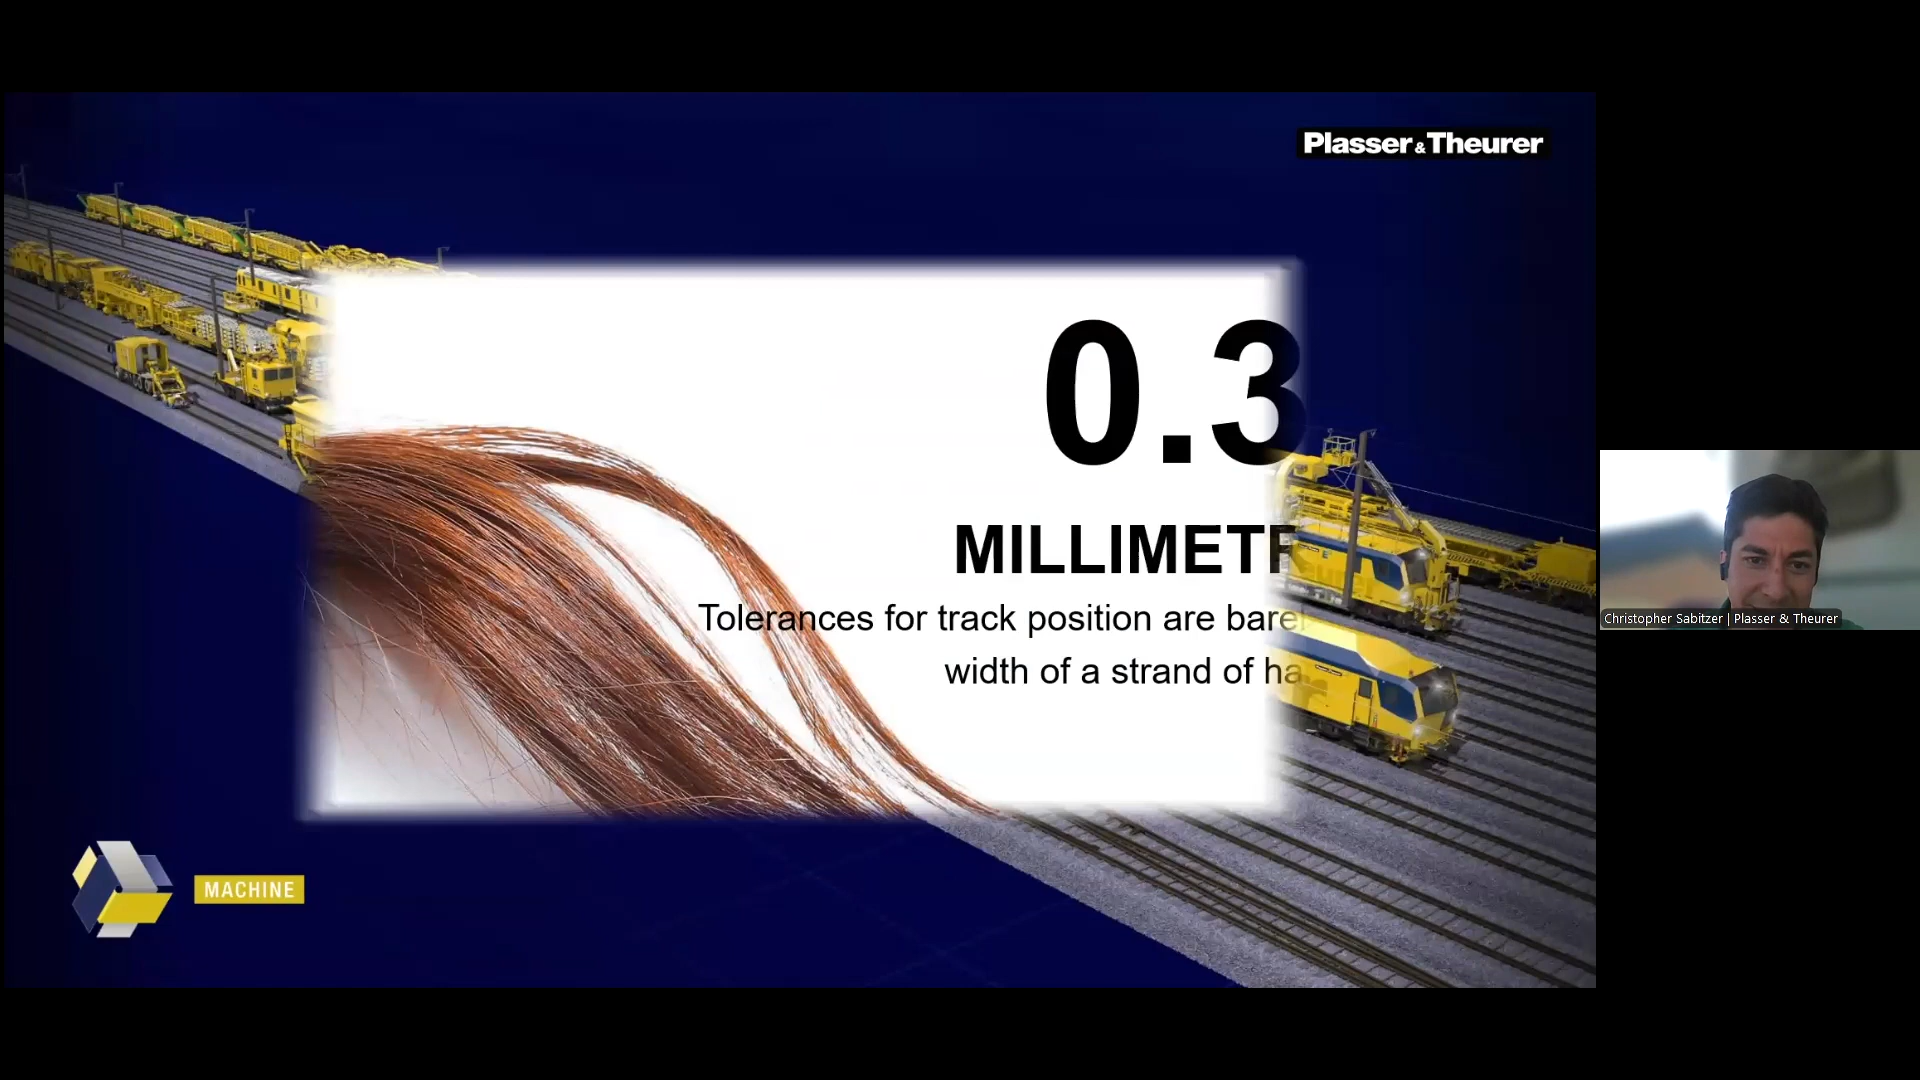 Plasser & Theurer
0.3
MILLIMETR
Tolerances for track position are bare
width of a strand of ha
MACHINE
Christopher Sabitzer | Plasser & Theurer